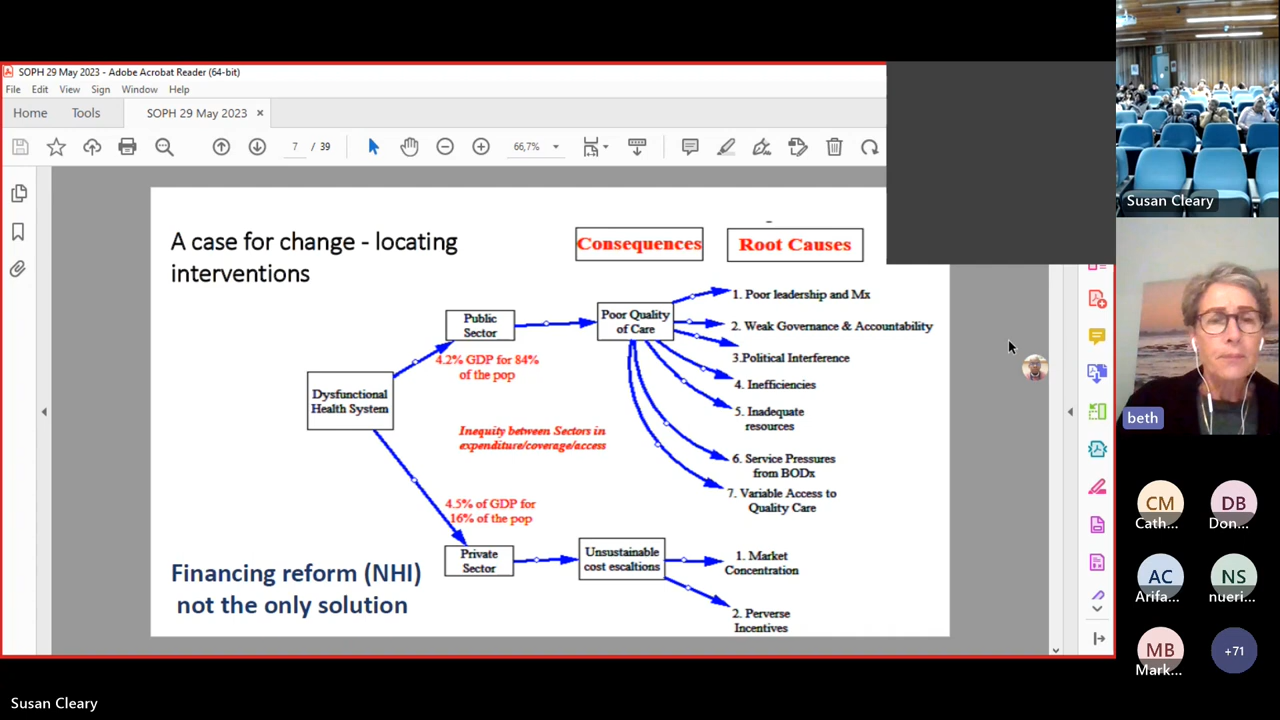 SOPH 29 May 2023 - Adobe Acrobat Reader (64-bit)
File Edit View Sign Window Help
Home Tools SOPH 29 May 2023 ×
7 / 39 66,7%
A case for change - locating
interventions
Consequences
Root Causes
Dysfunctional
Health System
Public
Sector
4.2% GDP for 84%
of the pop
Poor Quality
of Care
1. Poor leadership and Mx
2. Weak Governance & Accountability
3.Political Interference
4. Inefficiencies
5. Inadequate
resources
6. Service Pressures
from BODx
7. Variable Access to
Quality Care
Inequity between Sectors in
expenditure/coverage/access
4.5% of GDP for
16% of the pop
Private
Sector
Unsustainable
cost escaltions
1. Market
Concentration
2. Perverse
Incentives
Financing reform (NHI)
not the only solution
Susan Cleary
beth
CM
Cath...
DB
Don...
AC
Arifa...
NS
nueri...
MB
Mark...
+71
Susan Cleary